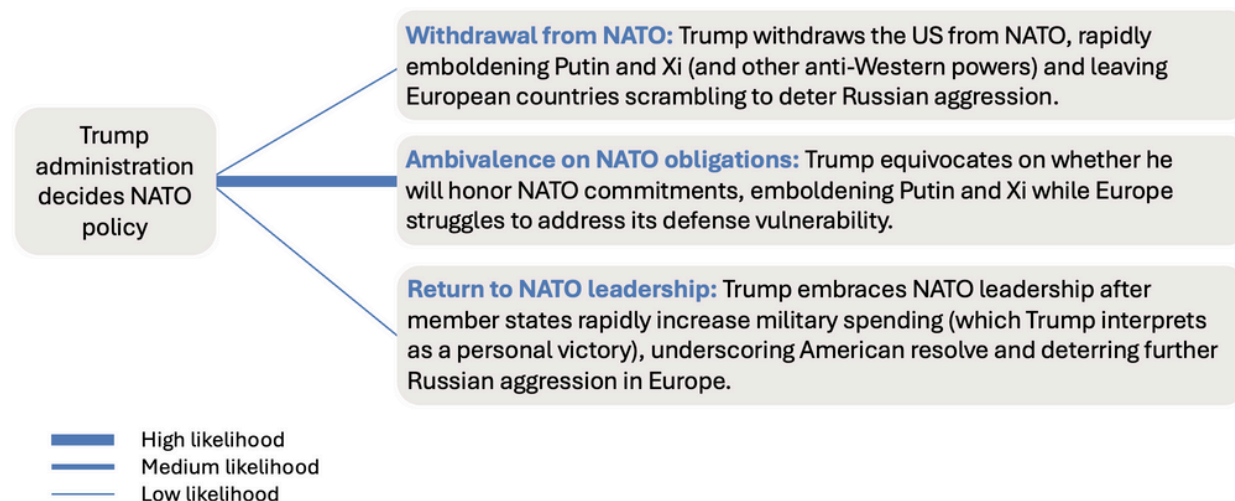 Withdrawal from NATO: Trump withdraws the US from NATO, rapidly
emboldening Putin and Xi (and other anti-Western powers) and leaving
European countries scrambling to deter Russian aggression.
Trump
administration
decides NATO
policy
Ambivalence on NATO obligations: Trump equivocates on whether he
will honor NATO commitments, emboldening Putin and Xi while Europe
struggles to address its defense vulnerability.
Return to NATO leadership: Trump embraces NATO leadership after
member states rapidly increase military spending (which Trump interprets
as a personal victory), underscoring American resolve and deterring further
Russian aggression in Europe.
High likelihood
Medium likelihood
Low likelihood